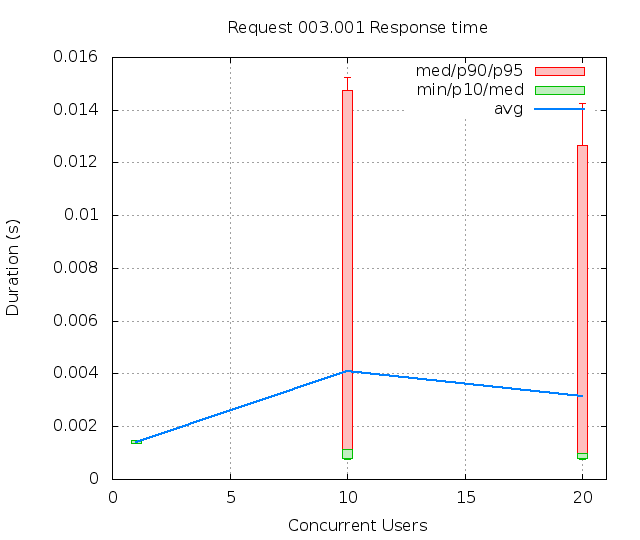 Request 003.001 Response time
med/p90/p95
min/p10/med
avg
Duration (s)
0.016
0.014
0.012
0.01
0.008
0.006
0.004
0.002
0
0 5 10 15 20
Concurrent Users